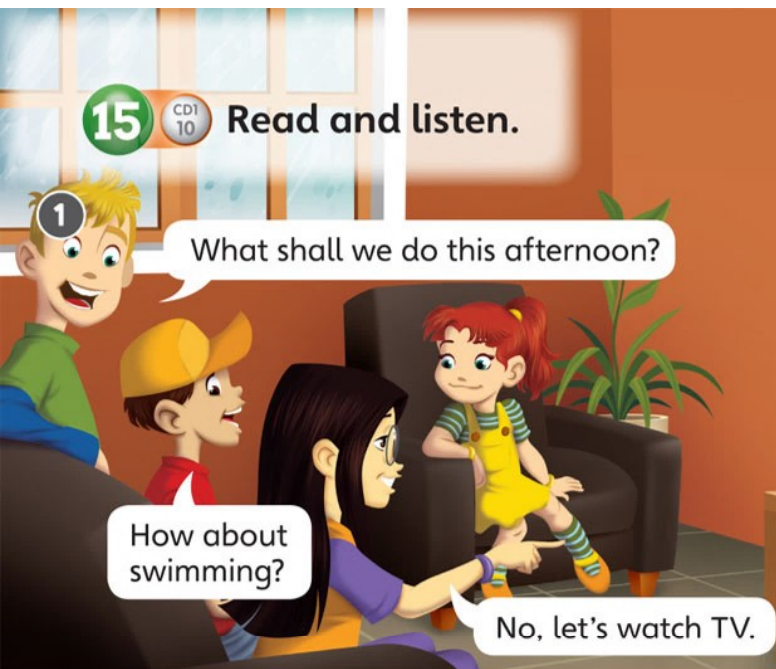 15 CD1 10 Read and listen.
1
What shall we do this afternoon?
How about
swimming?
No, let's watch TV.